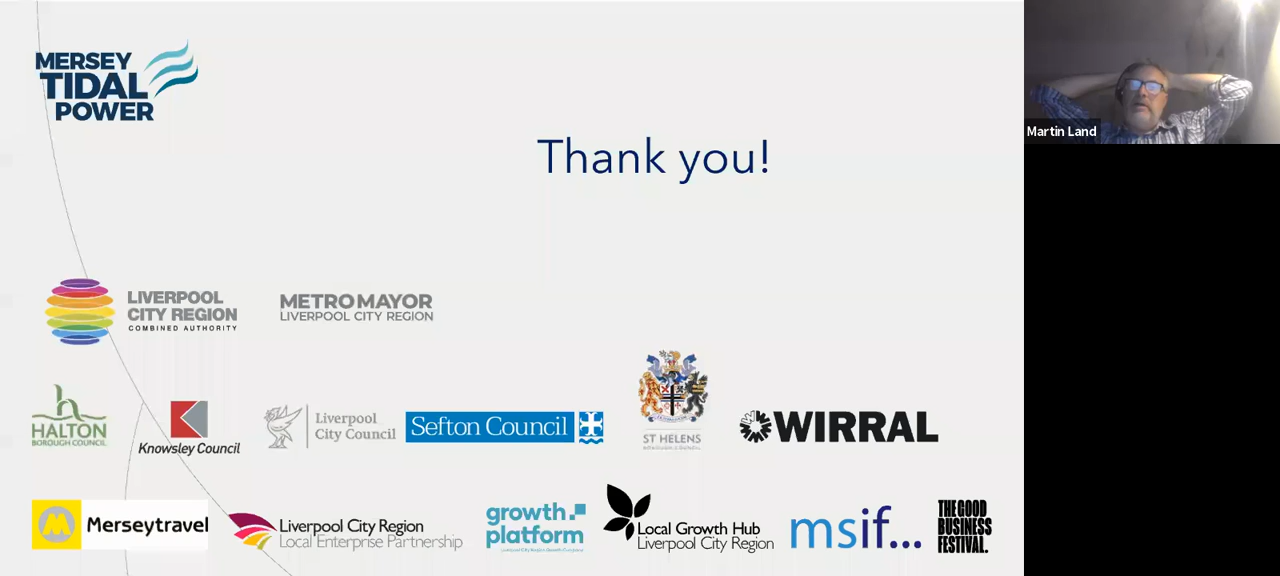 MERSEY
TIDAL
POWER
Martin Land
Thank you!
LIVERPOOL
CITY REGION
COMBINED AUTHORITY
METRO MAYOR
LIVERPOOL CITY REGION
HALTON
BOROUGH COUNCIL
Knowsley Council
Liverpool
City Council
Sefton Council
ST HELENS
WIRRAL
Merseytravel
Liverpool City Region
Local Enterprise Partnership
growth
platform
Local Growth Hub
Liverpool City Region
msif...
THE GOOD
BUSINESS
FESTIVAL.